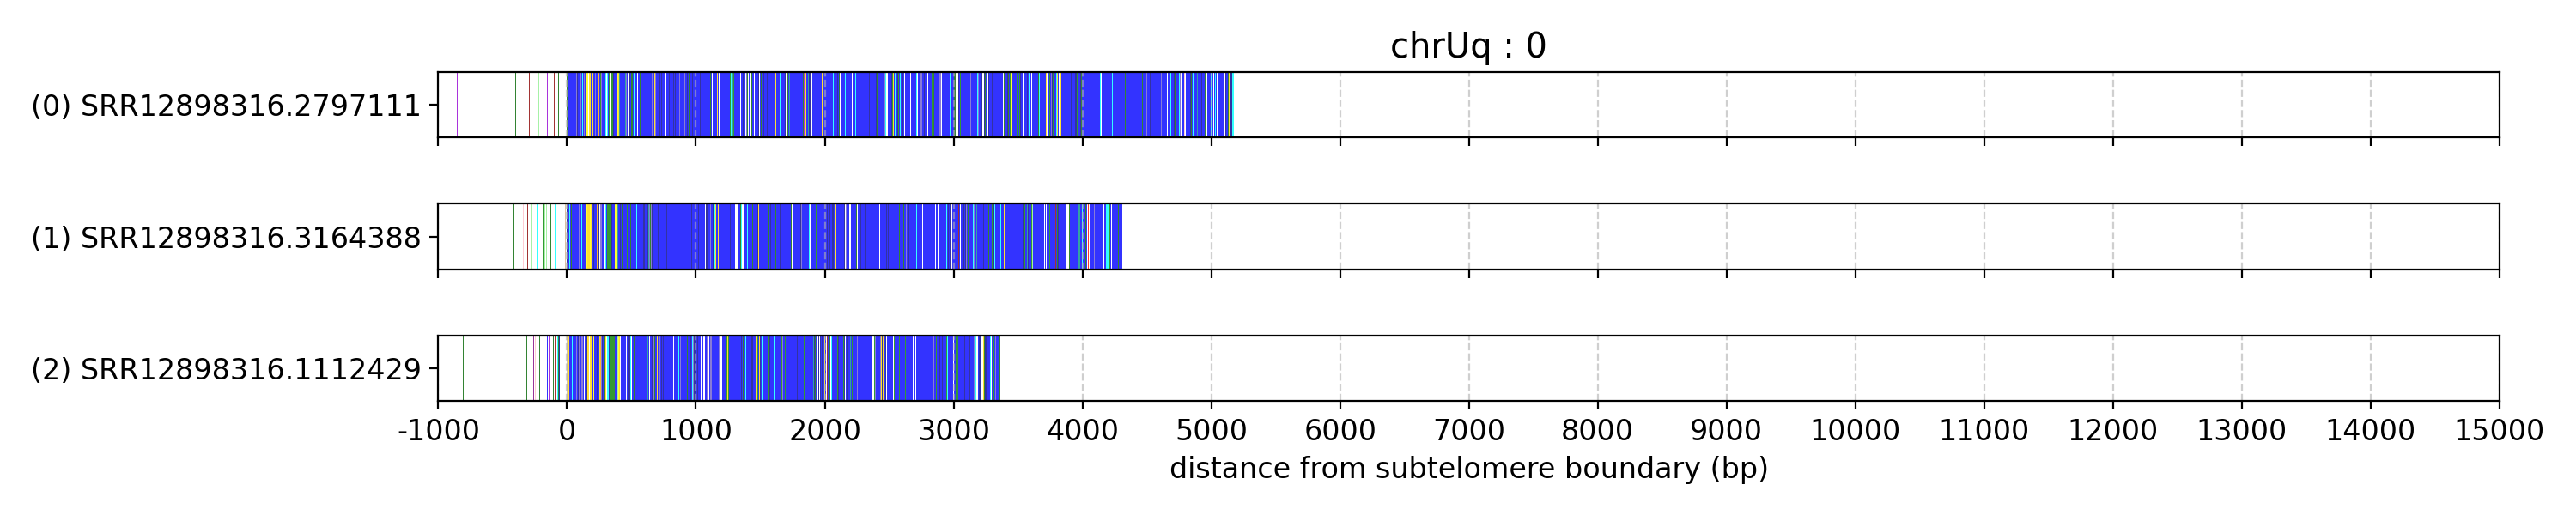 chrUq : 0
(0) SRR12898316.2797111
(1) SRR12898316.3164388
(2) SRR12898316.1112429
-1000 0 1000 2000 3000 4000 5000 6000 7000 8000 9000 10000 11000 12000 13000 14000 15000
distance from subtelomere boundary (bp)